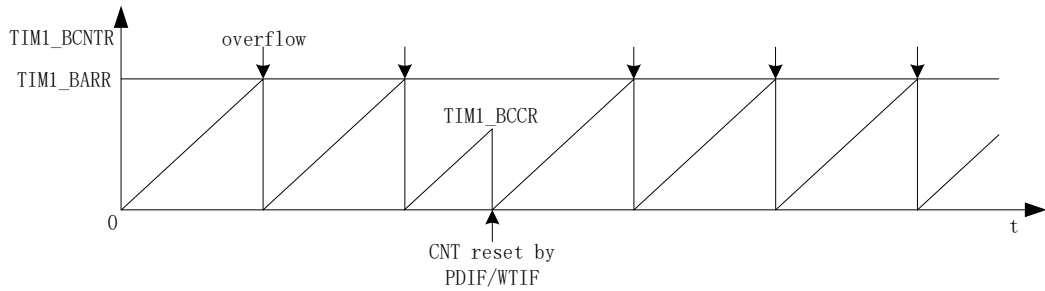 TIM1_BCNTR
overflow
TIM1_BARR
TIM1_BCCR
0
t
CNT reset by
PDIF/WTIF